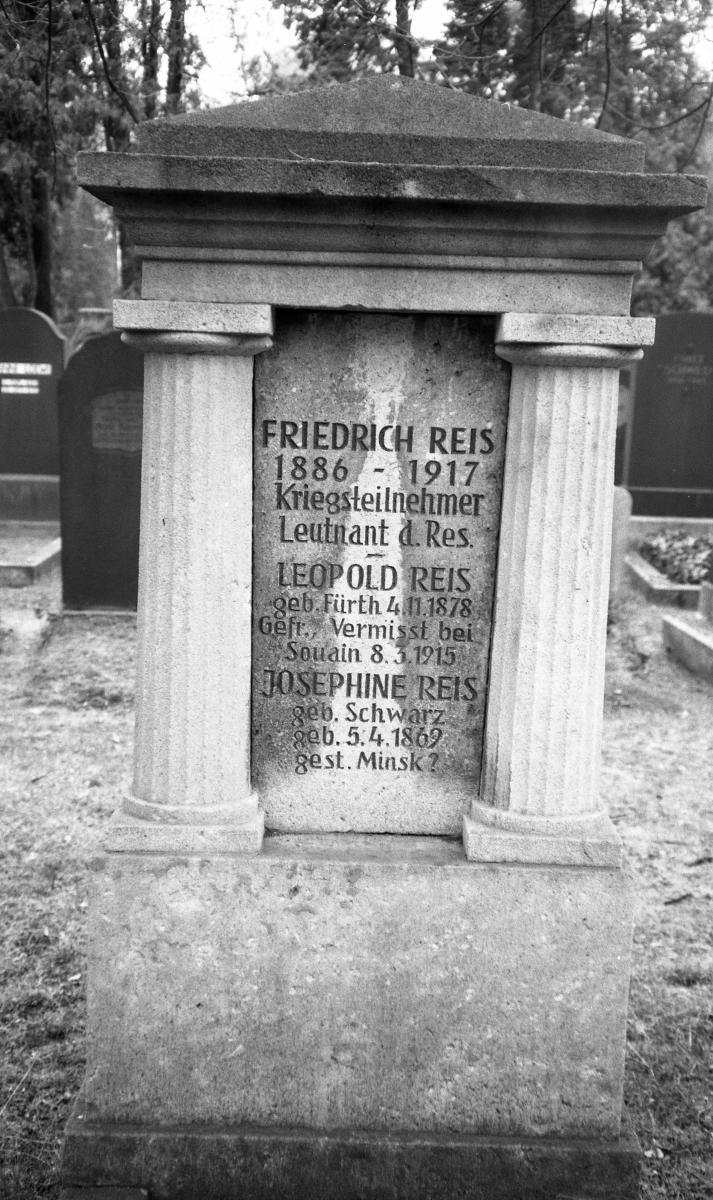 FRIEDRICH REIS
1886 - 1917
Kriegsteilnehmer
Leutnant d. Res.
–
LEOPOLD REIS
geb. Fürth 4.11.1878
Gefr., Vermisst bei
Souain 8.3.1915
JOSEPHINE REIS
geb. Schwarz
geb. 5.4.1869
gest. Minsk?